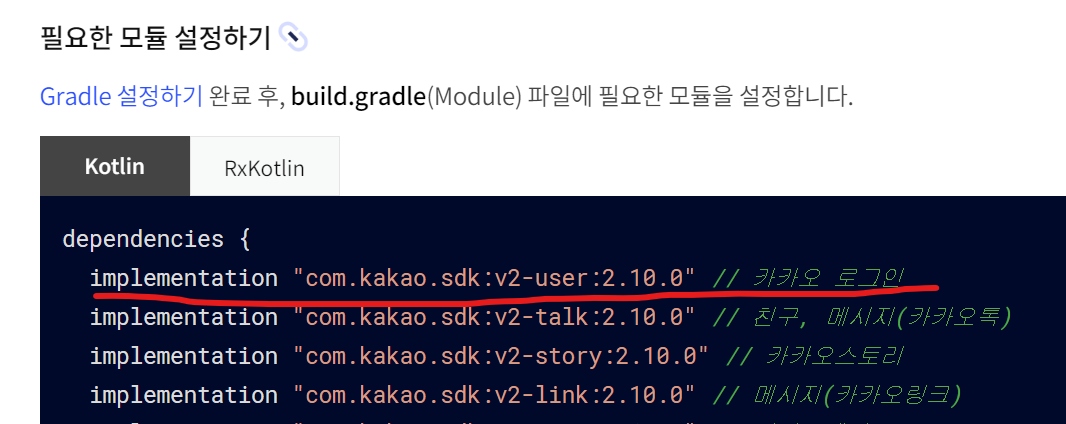 필요한 모듈 설정하기
Gradle 설정하기 완료 후, build.gradle(Module) 파일에 필요한 모듈을 설정합니다.
Kotlin RxKotlin
dependencies {
implementation "com.kakao.sdk:v2-user:2.10.0" // 카카오 로그인
implementation "com.kakao.sdk:v2-talk:2.10.0" // 친구, 메시지(카카오톡)
implementation "com.kakao.sdk:v2-story:2.10.0" // 카카오스토리
implementation "com.kakao.sdk:v2-link:2.10.0" // 메시지(카카오링크)